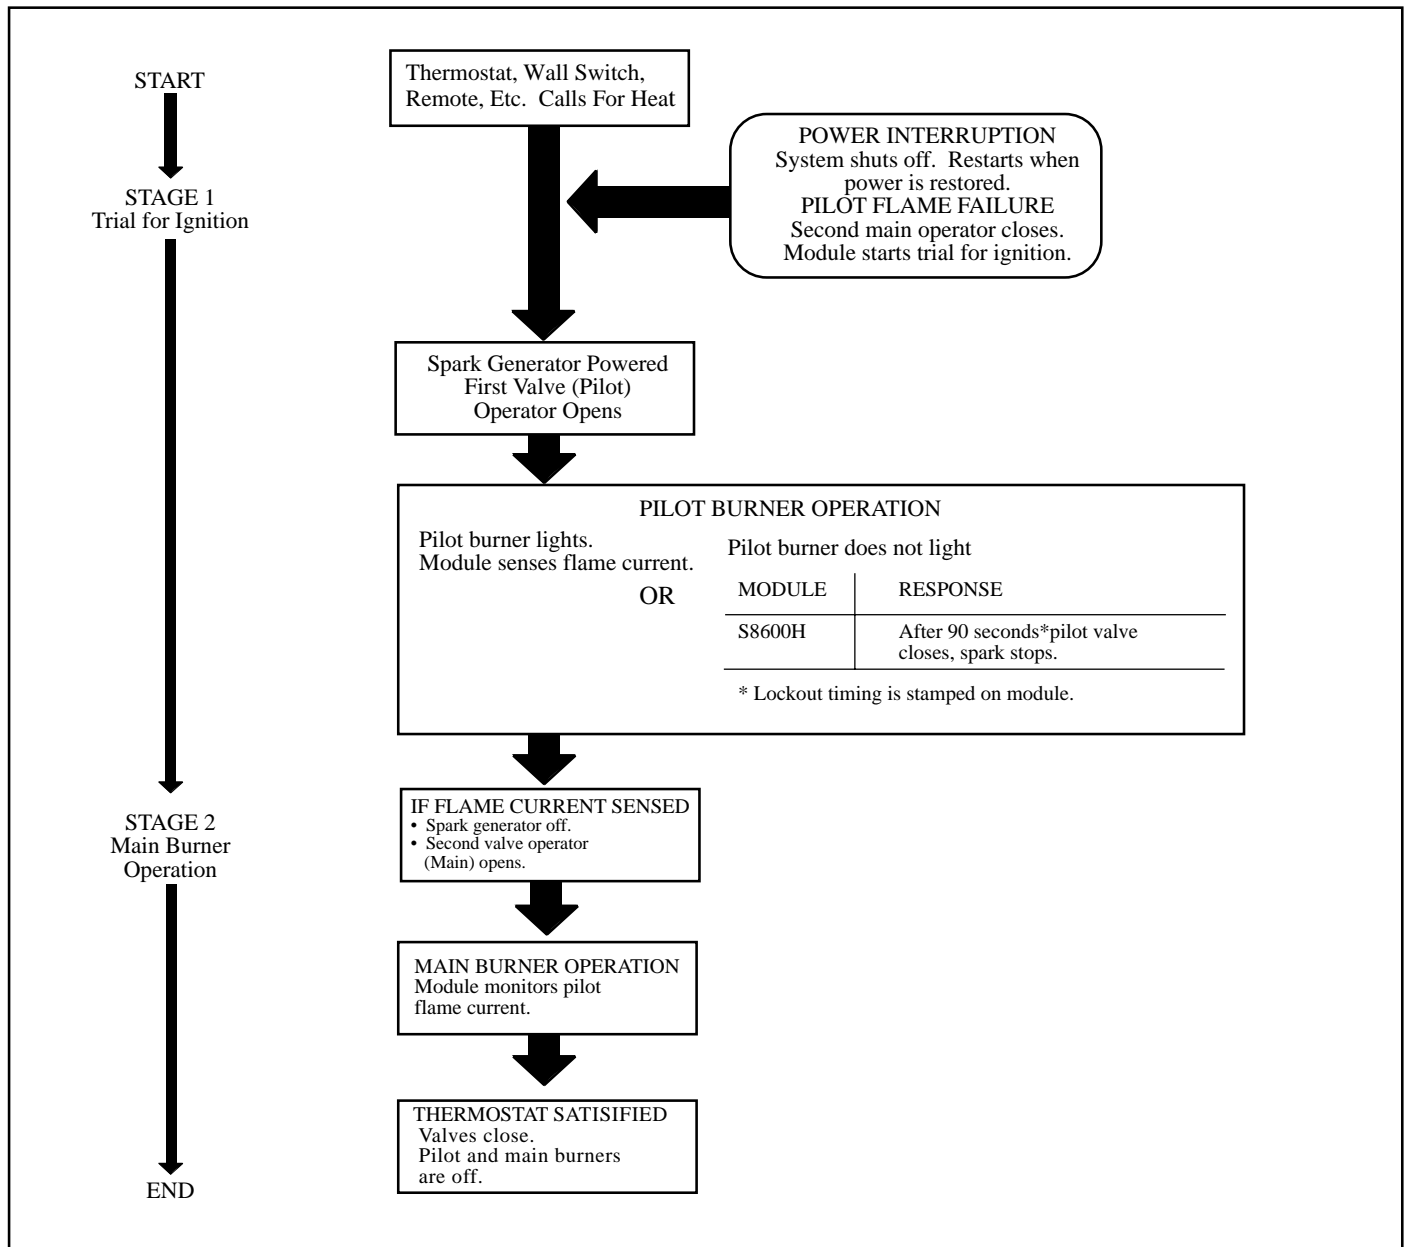 START
STAGE 1
Trial for Ignition
STAGE 2
Main Burner
Operation
END
Thermostat, Wall Switch,
Remote, Etc.  Calls For Heat
POWER INTERRUPTION
System shuts off.  Restarts when
power is restored.
PILOT FLAME FAILURE
Second main operator closes.
Module starts trial for ignition.
Spark Generator Powered
First Valve (Pilot)
Operator Opens
PILOT BURNER OPERATION
Pilot burner lights.
Module senses flame current.
OR
Pilot burner does not light
MODULE RESPONSE
S8600H After 90 seconds*pilot valve
closes, spark stops.
* Lockout timing is stamped on module.
IF FLAME CURRENT SENSED
• Spark generator off.
• Second valve operator
(Main) opens.
MAIN BURNER OPERATION
Module monitors pilot
flame current.
THERMOSTAT SATISIFIED
Valves close.
Pilot and main burners
are off.